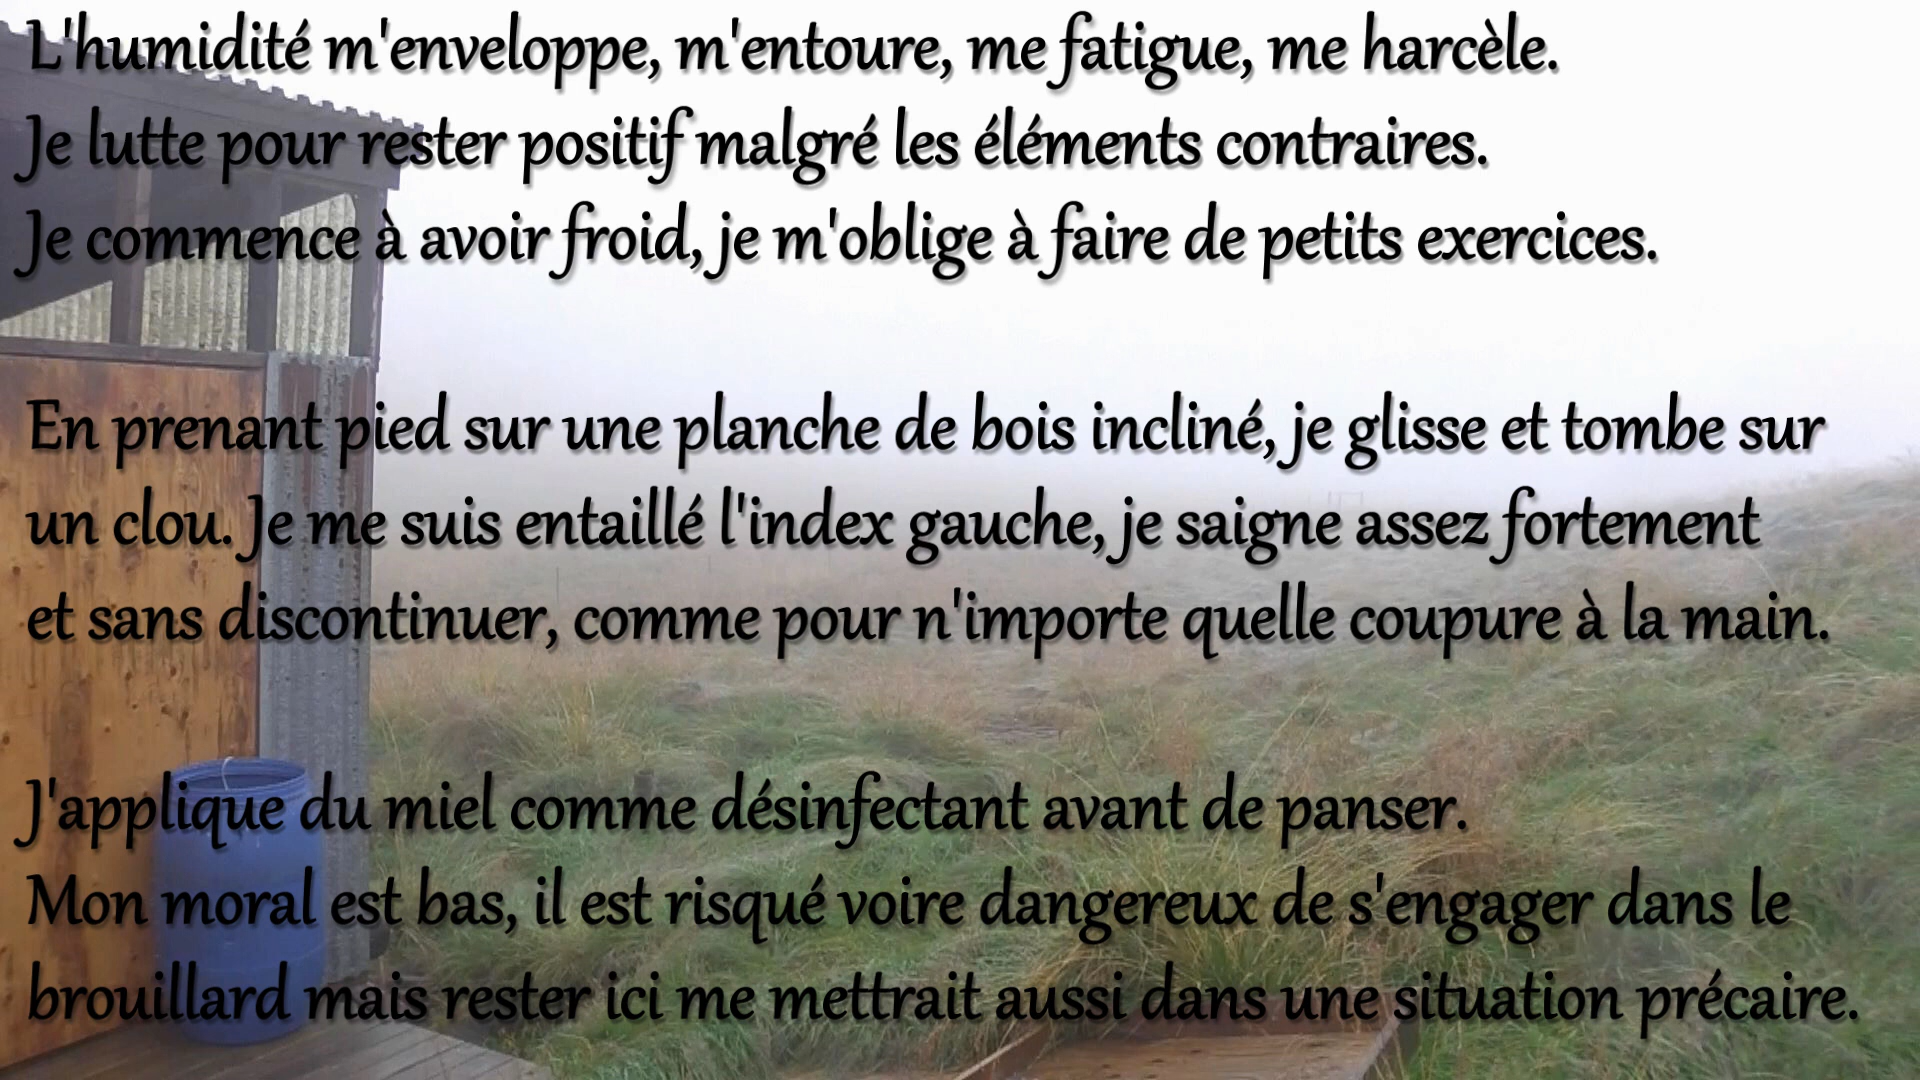 L'humidité m'enveloppe, m'entoure, me fatigue, me harcèle.
Je lutte pour rester positif malgré les éléments contraires.
Je commence à avoir froid, je m'oblige à faire de petits exercices.
En prenant pied sur une planche de bois incliné, je glisse et tombe sur
un clou. Je me suis entaillé l'index gauche, je saigne assez fortement
et sans discontinuer, comme pour n'importe quelle coupure à la main.
J'applique du miel comme désinfectant avant de panser.
Mon moral est bas, il est risqué voire dangereux de s'engager dans le
brouillard mais rester ici me mettrait aussi dans une situation précaire.